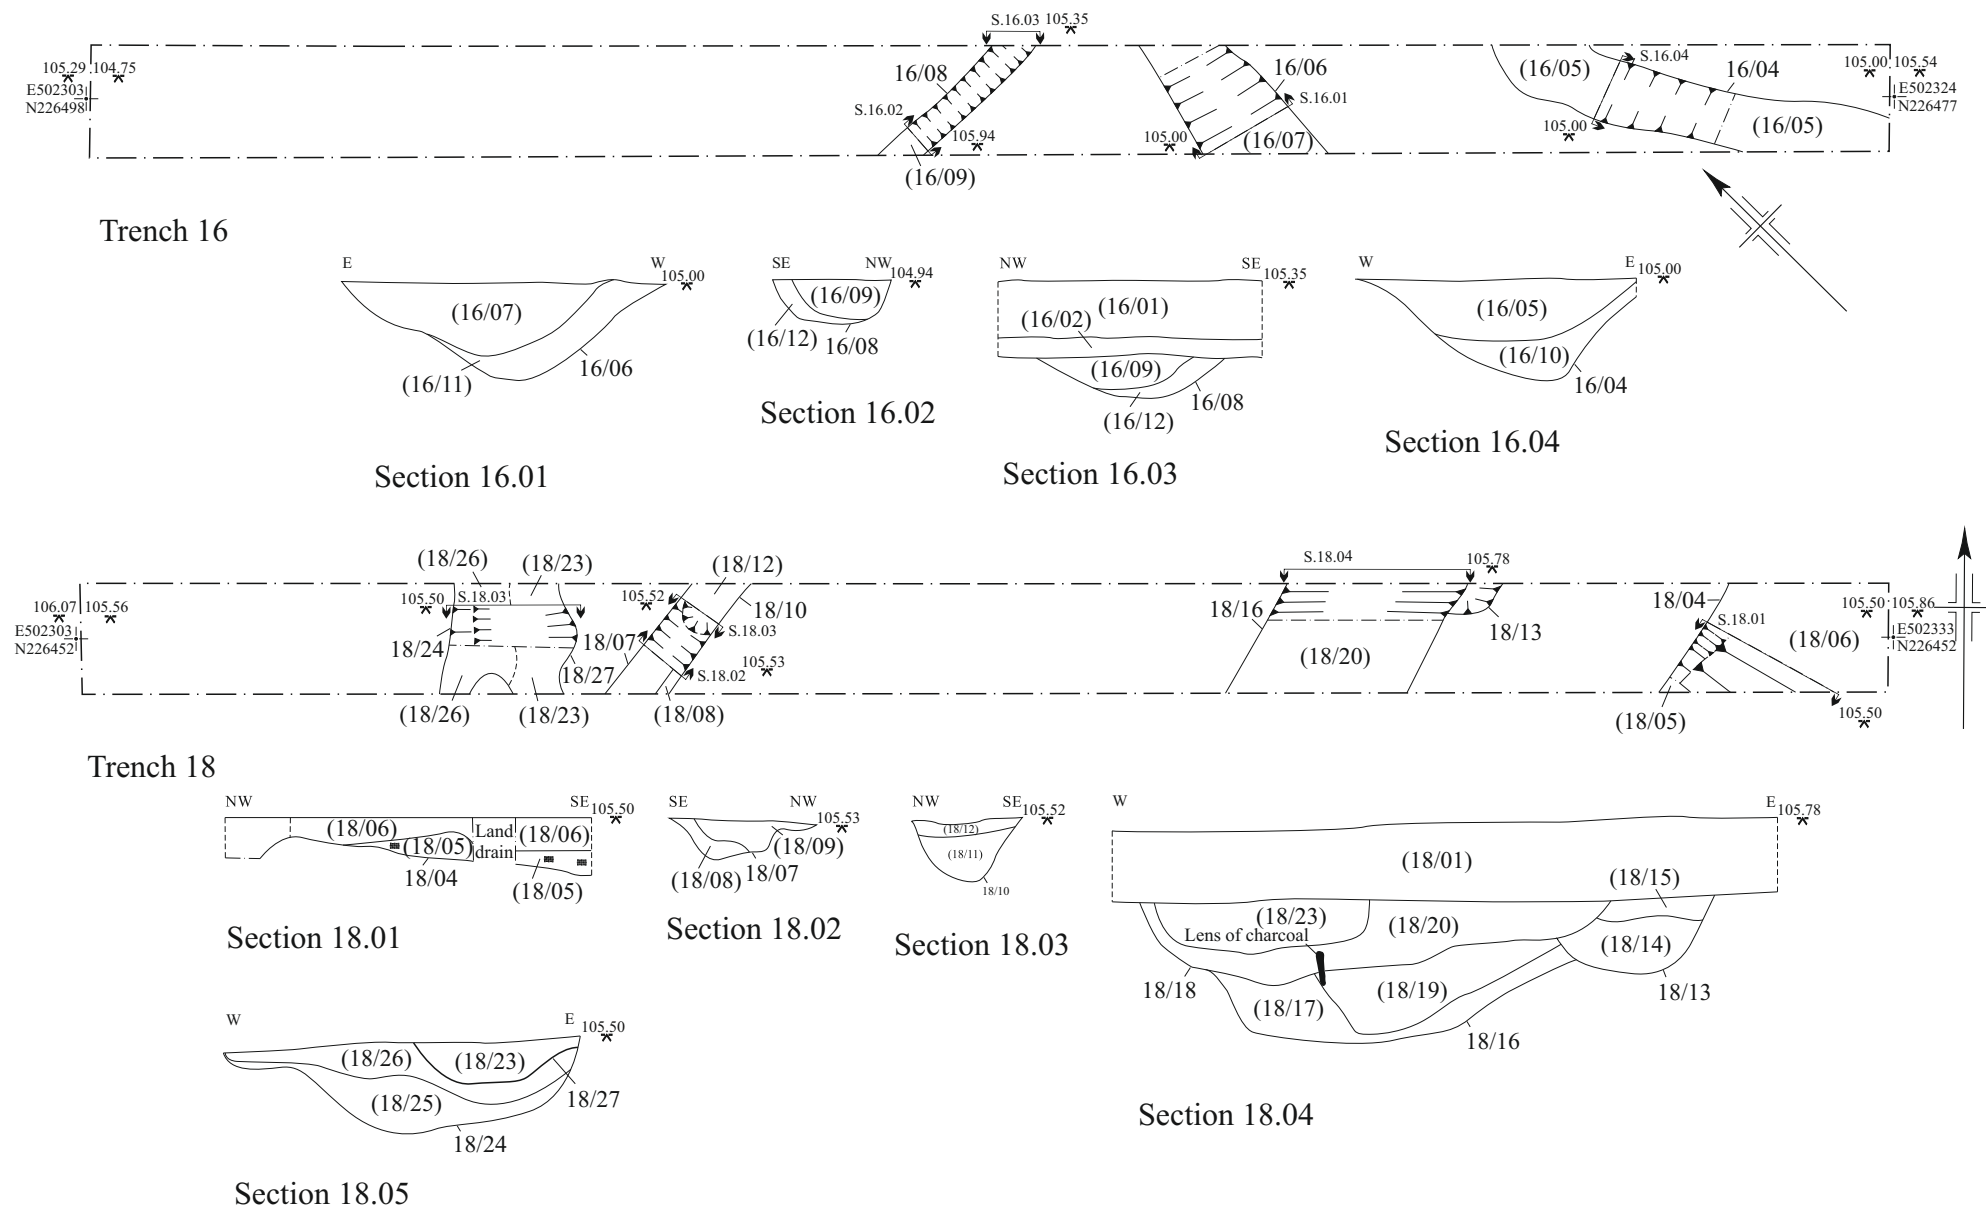 S.16.03 105.35
105.29 104.75
E502303
N226498
16/08
S.16.02
105.94
(16/09)
16/06
S.16.01
105.00
(16/07)
(16/05)
S.16.04
16/04
105.00
(16/05)
105.00 105.54
E502324
N226477
Trench 16
E
W
105.00
(16/07)
(16/11)
16/06
Section 16.01
SE
NW
104.94
(16/09)
(16/12)
16/08
Section 16.02
NW
SE
105.35
(16/01)
(16/02)
(16/09)
16/08
(16/12)
Section 16.03
W
E
105.00
(16/05)
(16/10)
16/04
Section 16.04
106.07 105.56
E502303
N226452
(18/26)
(18/23)
105.50
S.18.03
18/24
(18/26)
(18/23)
18/27
(18/12)
105.52
18/10
18/07
S.18.03
105.53
S.18.02
(18/08)
S.18.04
105.78
18/16
18/13
(18/20)
18/04
S.18.01
(18/06)
105.50 105.86
E502333
N226452
(18/05)
105.50
Trench 18
NW
SE
105.50
(18/06)
Land
drain
(18/06)
(18/05)
18/04
(18/05)
Section 18.01
SE
NW
105.53
(18/09)
(18/08)
18/07
Section 18.02
NW
SE
105.52
(18/12)
(18/11)
18/10
Section 18.03
W
E
105.78
(18/01)
(18/15)
(18/23)
(18/20)
Lens of charcoal
(18/14)
18/18
(18/17)
(18/19)
18/13
18/16
Section 18.04
W
E
105.50
(18/26)
(18/23)
(18/25)
18/27
18/24
Section 18.05